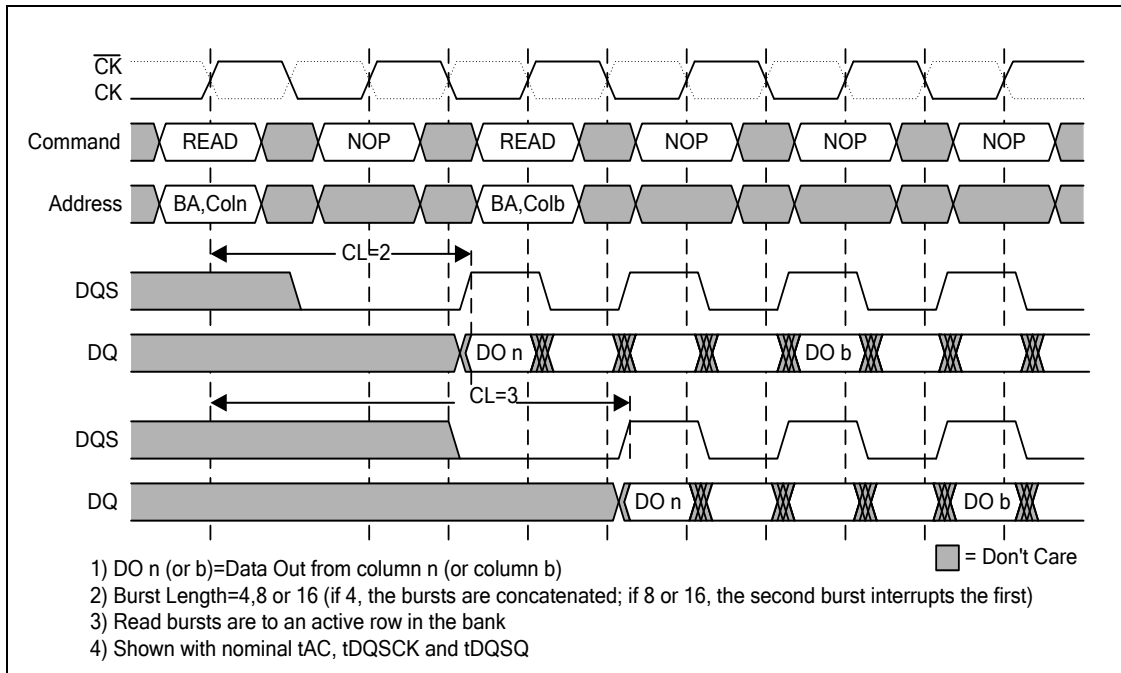 CK
CK
Command READ NOP READ NOP NOP NOP
Address BA,Coln BA,Colb
CL=2
DQS
DQ DO n DO b
CL=3
DQS
DQ DO n DO b
= Don't Care
1) DO n (or b)=Data Out from column n (or column b)
2) Burst Length=4,8 or 16 (if 4, the bursts are concatenated; if 8 or 16, the second burst interrupts the first)
3) Read bursts are to an active row in the bank
4) Shown with nominal tAC, tDQSCK and tDQSQ